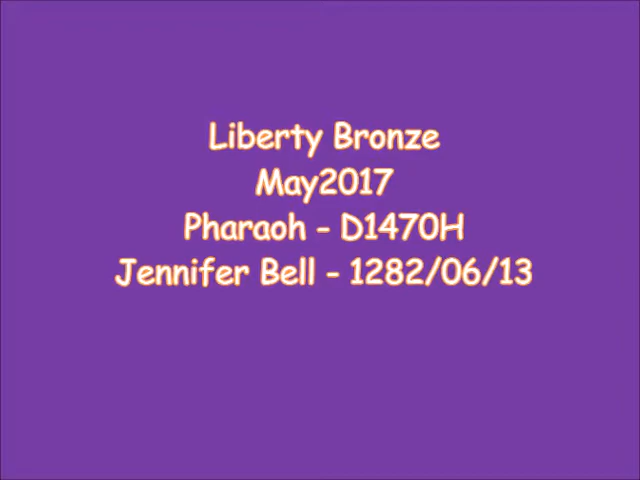 Liberty Bronze
May2017
Pharaoh - D1470H
Jennifer Bell - 1282/06/13